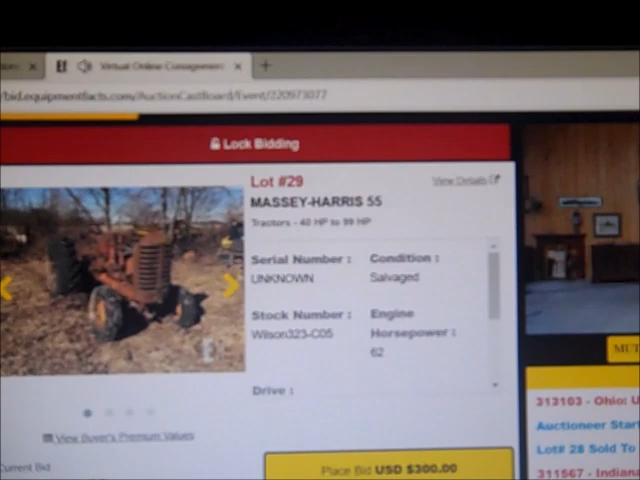 Virtual Online Consignment
bid.equipmentfacts.com/AuctionCastBoard/Event/220973077
Lock Bidding
Lot #29
View Details
MASSEY-HARRIS 55
Tractors - 40 HP to 99 HP
Serial Number :
Condition :
UNKNOWN
Salvaged
Stock Number :
Engine
Horsepower :
Wilson323-C05
62
Drive :
View Buyer's Premium Values
Current Bid
Place Bid USD $300.00
MUT
313103 - Ohio: U
Auctioneer Star
Lot# 28 Sold To
311567 - Indiana